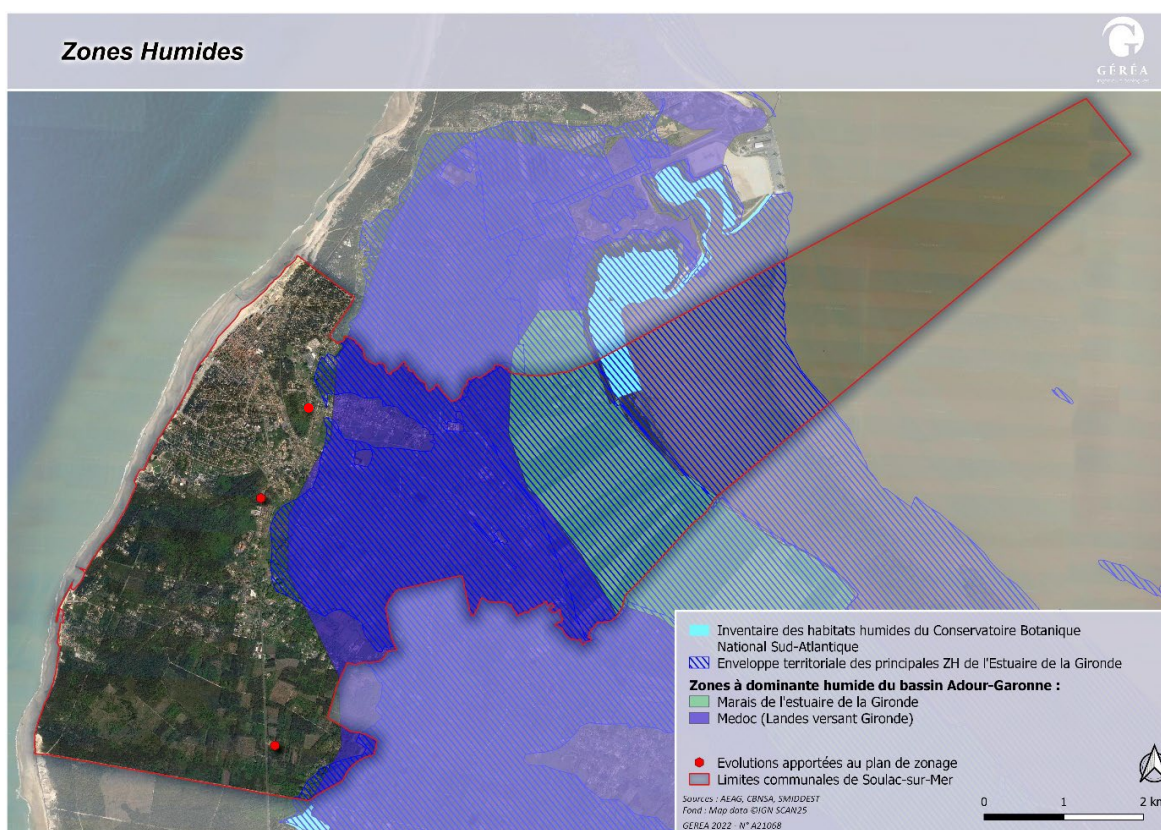 Zones Humides
GÉRÉA
Inventaire des habitats humides du Conservatoire Botanique
National Sud-Atlantique
Enveloppe territoriale des principales ZH de l'Estuaire de la Gironde
Zones à dominante humide du bassin Adour-Garonne :
Marais de l'estuaire de la Gironde
Medoc (Landes versant Gironde)
Evolutions apportées au plan de zonage
Limites communales de Soulac-sur-Mer
Sources : AEAG, CBNSA, SMIDDEST
Fond : Map data ©IGN SCAN25
GEREA 2022 - N° A21068
0 1 2 km